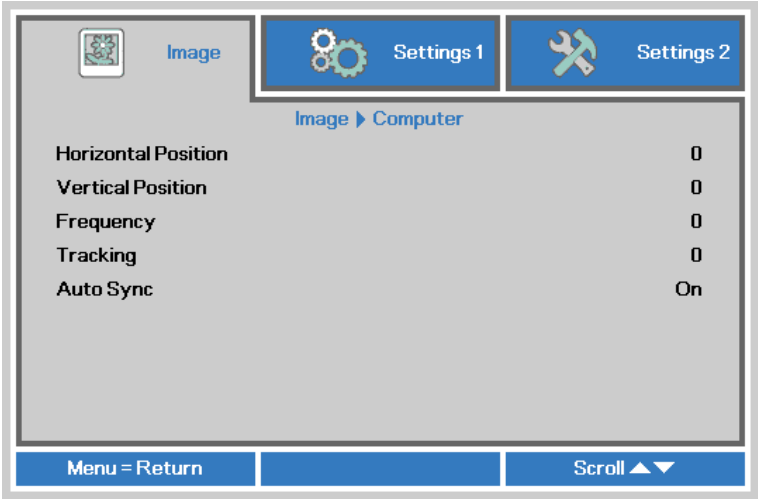 Image Settings 1 Settings 2
Image ▶ Computer
Horizontal Position 0
Vertical Position 0
Frequency 0
Tracking 0
Auto Sync On
Menu = Return Scroll ▲▼